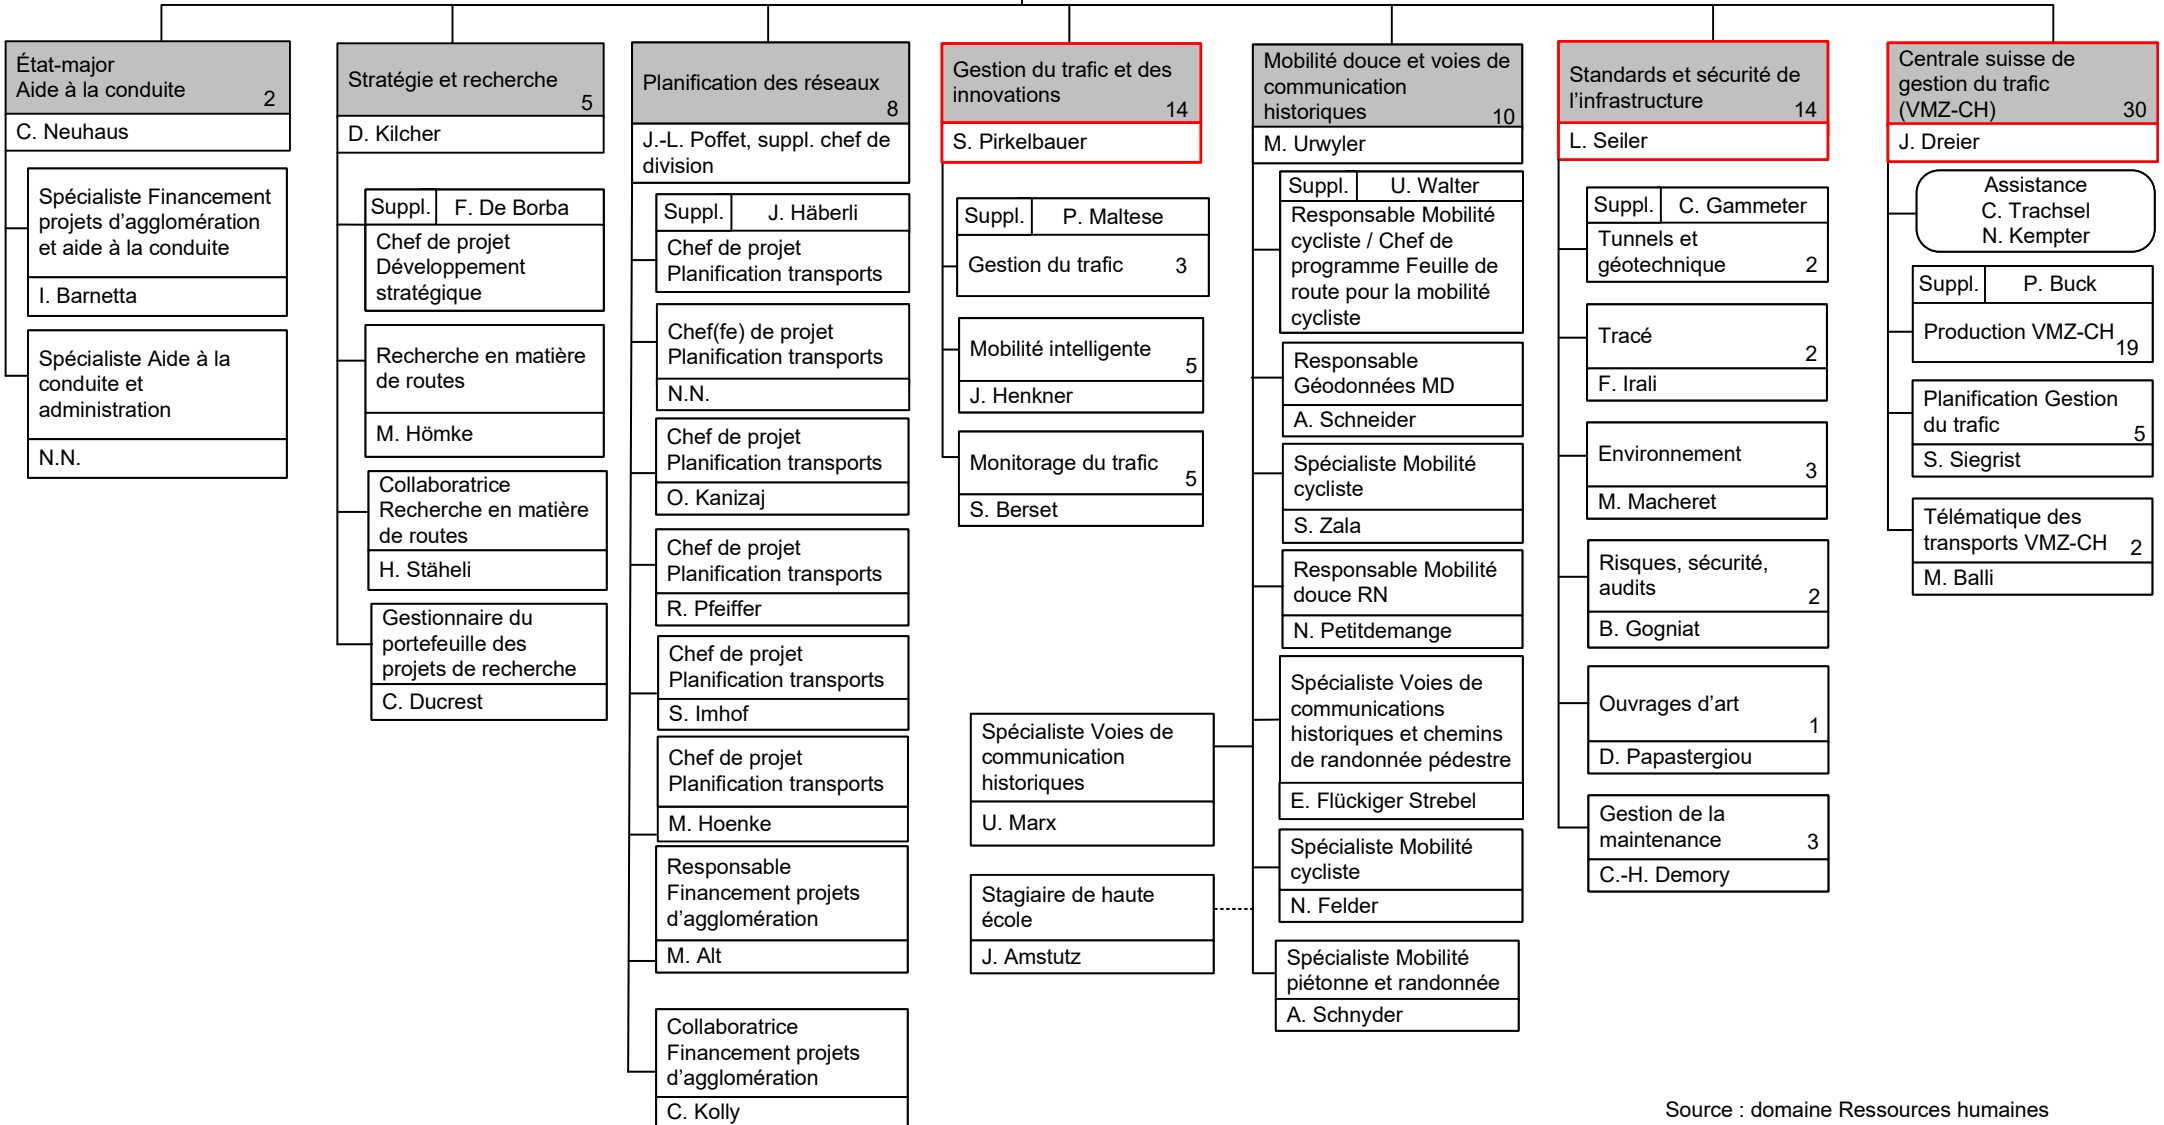 État-major
Aide à la conduite
2
C. Neuhaus
Spécialiste Financement
projets d’agglomération
et aide à la conduite
I. Barnetta
Spécialiste Aide à la
conduite et
administration
N.N.
Stratégie et recherche
5
D. Kilcher
Suppl. F. De Borba
Chef de projet
Développement
stratégique
Recherche en matière
de routes
M. Hömke
Collaboratrice
Recherche en matière
de routes
H. Stäheli
Gestionnaire du
portefeuille des
projets de recherche
C. Ducrest
Planification des réseaux
8
J.-L. Poffet, suppl. chef de
division
Suppl. J. Häberli
Chef de projet
Planification transports
Chef(fe) de projet
Planification transports
N.N.
Chef de projet
Planification transports
O. Kanizaj
Chef de projet
Planification transports
R. Pfeiffer
Chef de projet
Planification transports
S. Imhof
Chef de projet
Planification transports
M. Hoenke
Responsable
Financement projets
d’agglomération
M. Alt
Collaboratrice
Financement projets
d’agglomération
C. Kolly
Gestion du trafic et des
innovations
14
S. Pirkelbauer
Suppl. P. Maltese
Gestion du trafic 3
Mobilité intelligente
5
J. Henkner
Monitorage du trafic
5
S. Berset
Mobilité douce et voies de
communication
historiques
10
M. Urwyler
Suppl. U. Walter
Responsable Mobilité
cycliste / Chef de
programme Feuille de
route pour la mobilité
cycliste
Responsable
Géodonnées MD
A. Schneider
Spécialiste Mobilité
cycliste
S. Zala
Responsable Mobilité
douce RN
N. Petitdemange
Spécialiste Voies de
communications
historiques et chemins
de randonnée pédestre
E. Flückiger Strebel
Spécialiste Mobilité
cycliste
N. Felder
Spécialiste Mobilité
piétonne et randonnée
A. Schnyder
Spécialiste Voies de
communication
historiques
U. Marx
Stagiaire de haute
école
J. Amstutz
Standards et sécurité de
l’infrastructure
14
L. Seiler
Suppl. C. Gammeter
Tunnels et
géotechnique 2
Tracé
2
F. Irali
Environnement
3
M. Macheret
Risques, sécurité,
audits
2
B. Gogniat
Ouvrages d’art
1
D. Papastergiou
Gestion de la
maintenance 3
C.-H. Demory
Centrale suisse de
gestion du trafic
(VMZ-CH) 30
J. Dreier
Assistance
C. Trachsel
N. Kempter
Suppl. P. Buck
Production VMZ-CH
19
Planification Gestion
du trafic
5
S. Siegrist
Télématique des
transports VMZ-CH 2
M. Balli
Source : domaine Ressources humaines